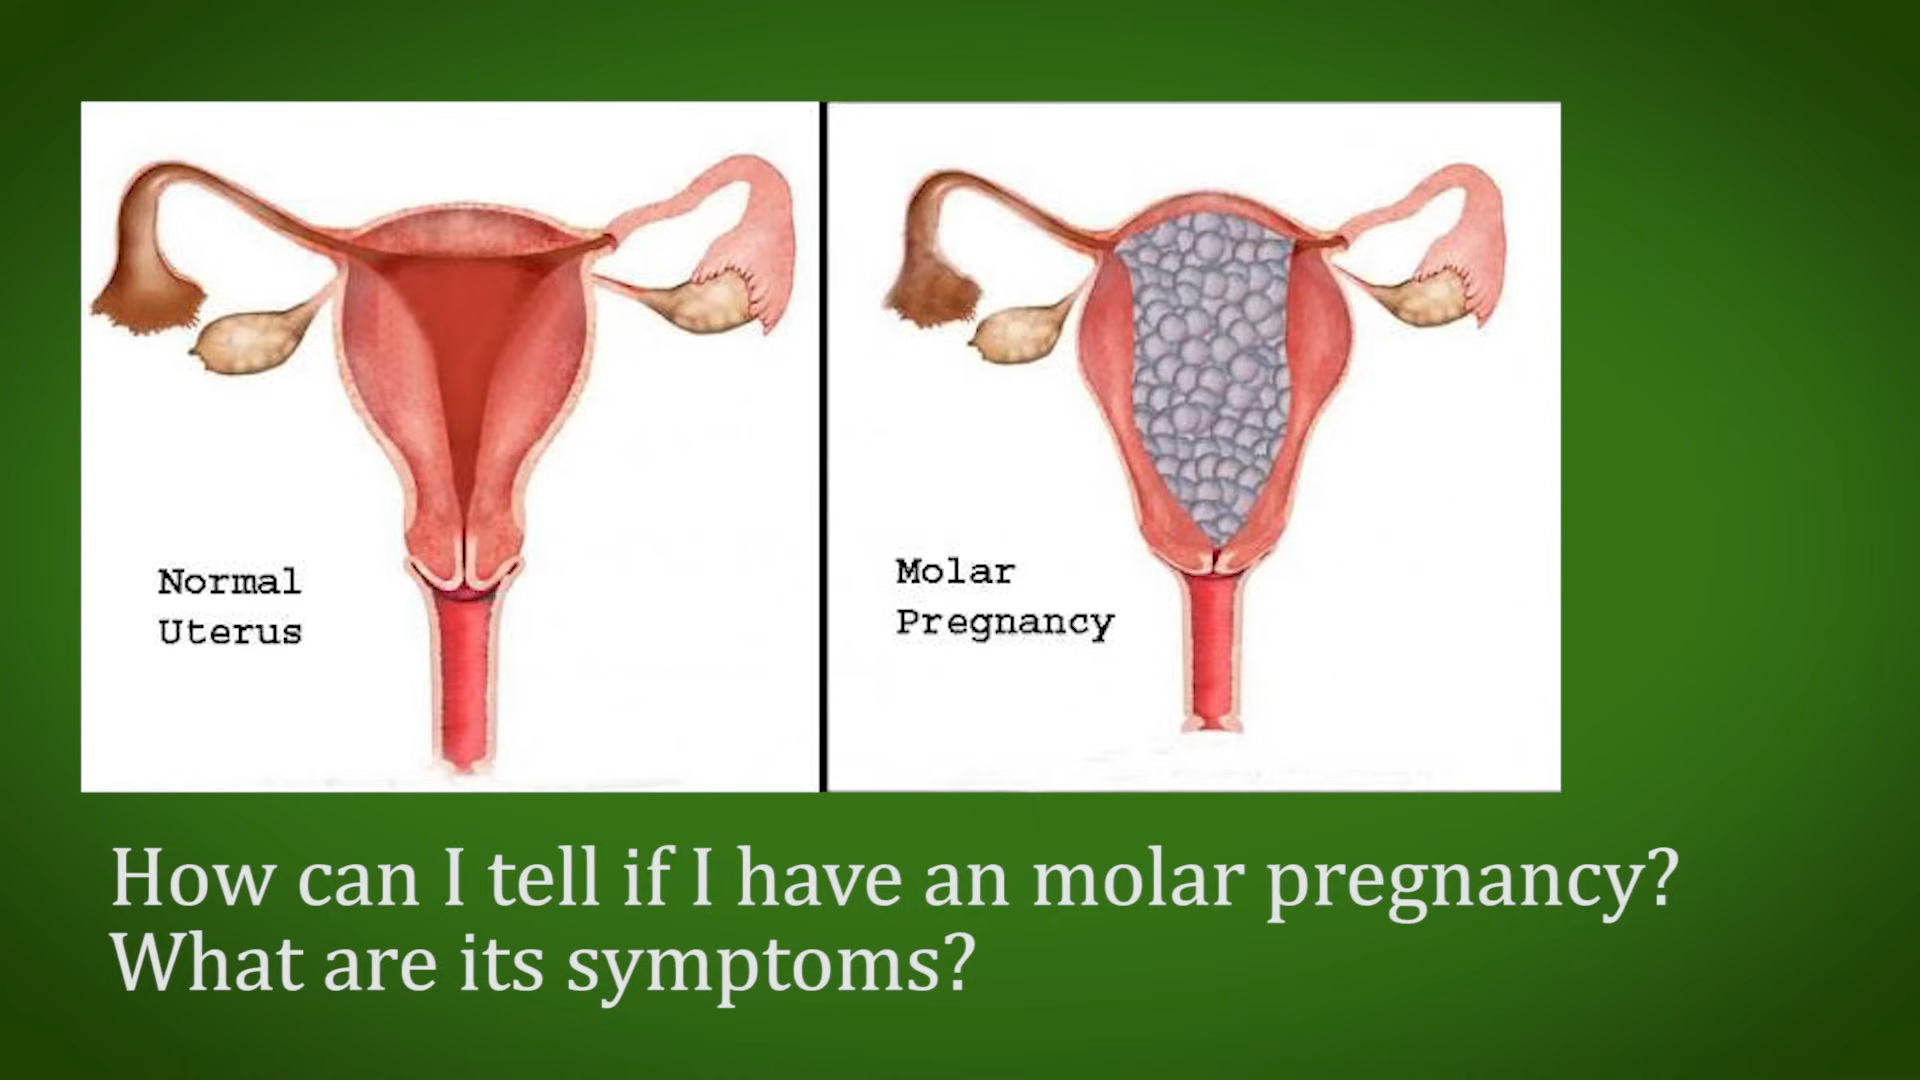 Normal
Uterus
Molar
Pregnancy
How can I tell if I have an molar pregnancy?
What are its symptoms?